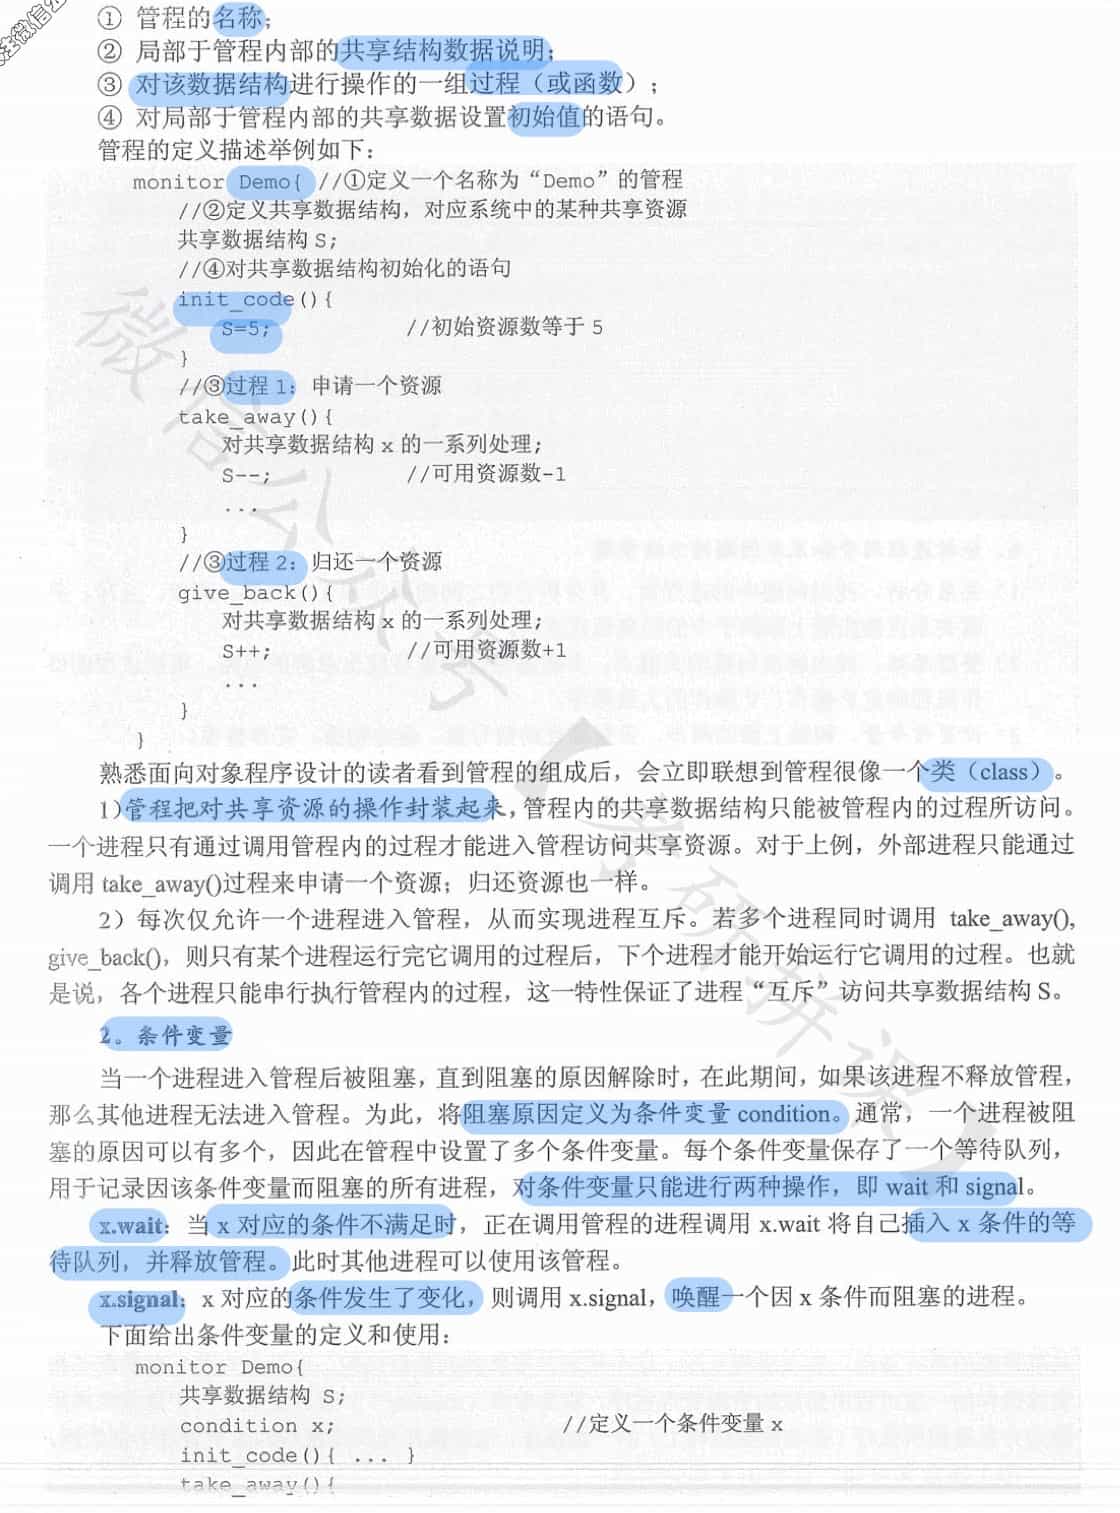 ① 管程的名称；
② 局部于管程内部的共享结构数据说明；
③ 对该数据结构进行操作的一组过程（或函数）；
④ 对局部于管程内部的共享数据设置初始值的语句。
管程的定义描述举例如下：
monitor Demo{ //①定义一个名称为“Demo”的管程
//②定义共享数据结构，对应系统中的某种共享资源
共享数据结构 S;
//④对共享数据结构初始化的语句
init_code(){
S=5; //初始资源数等于 5
}
//③过程 1：申请一个资源
take_away(){
对共享数据结构 x 的一系列处理;
S--; //可用资源数-1
...
}
//③过程 2：归还一个资源
give_back(){
对共享数据结构 x 的一系列处理;
S++; //可用资源数+1
...
}
}
熟悉面向对象程序设计的读者看到管程的组成后，会立即联想到管程很像一个类（class）。
1)管程把对共享资源的操作封装起来，管程内的共享数据结构只能被管程内的过程所访问。
一个进程只有通过调用管程内的过程才能进入管程访问共享资源。对于上例，外部进程只能通过
调用 take_away()过程来申请一个资源；归还资源也一样。
2）每次仅允许一个进程进入管程，从而实现进程互斥。若多个进程同时调用 take_away(),
give_back()，则只有某个进程运行完它调用的过程后，下个进程才能开始运行它调用的过程。也就
是说，各个进程只能串行执行管程内的过程，这一特性保证了进程“互斥”访问共享数据结构 S。
2。条件变量
当一个进程进入管程后被阻塞，直到阻塞的原因解除时，在此期间，如果该进程不释放管程，
那么其他进程无法进入管程。为此，将阻塞原因定义为条件变量 condition。通常，一个进程被阻
塞的原因可以有多个，因此在管程中设置了多个条件变量。每个条件变量保存了一个等待队列，
用于记录因该条件变量而阻塞的所有进程，对条件变量只能进行两种操作，即 wait 和 signal。
x.wait：当 x 对应的条件不满足时，正在调用管程的进程调用 x.wait 将自己插入 x 条件的等
待队列，并释放管程。此时其他进程可以使用该管程。
x.signal：x 对应的条件发生了变化，则调用 x.signal，唤醒一个因 x 条件而阻塞的进程。
下面给出条件变量的定义和使用：
monitor Demo{
共享数据结构 S;
condition x; //定义一个条件变量 x
init_code(){ ... }
take_away(){
微信公众号【考研拼课】